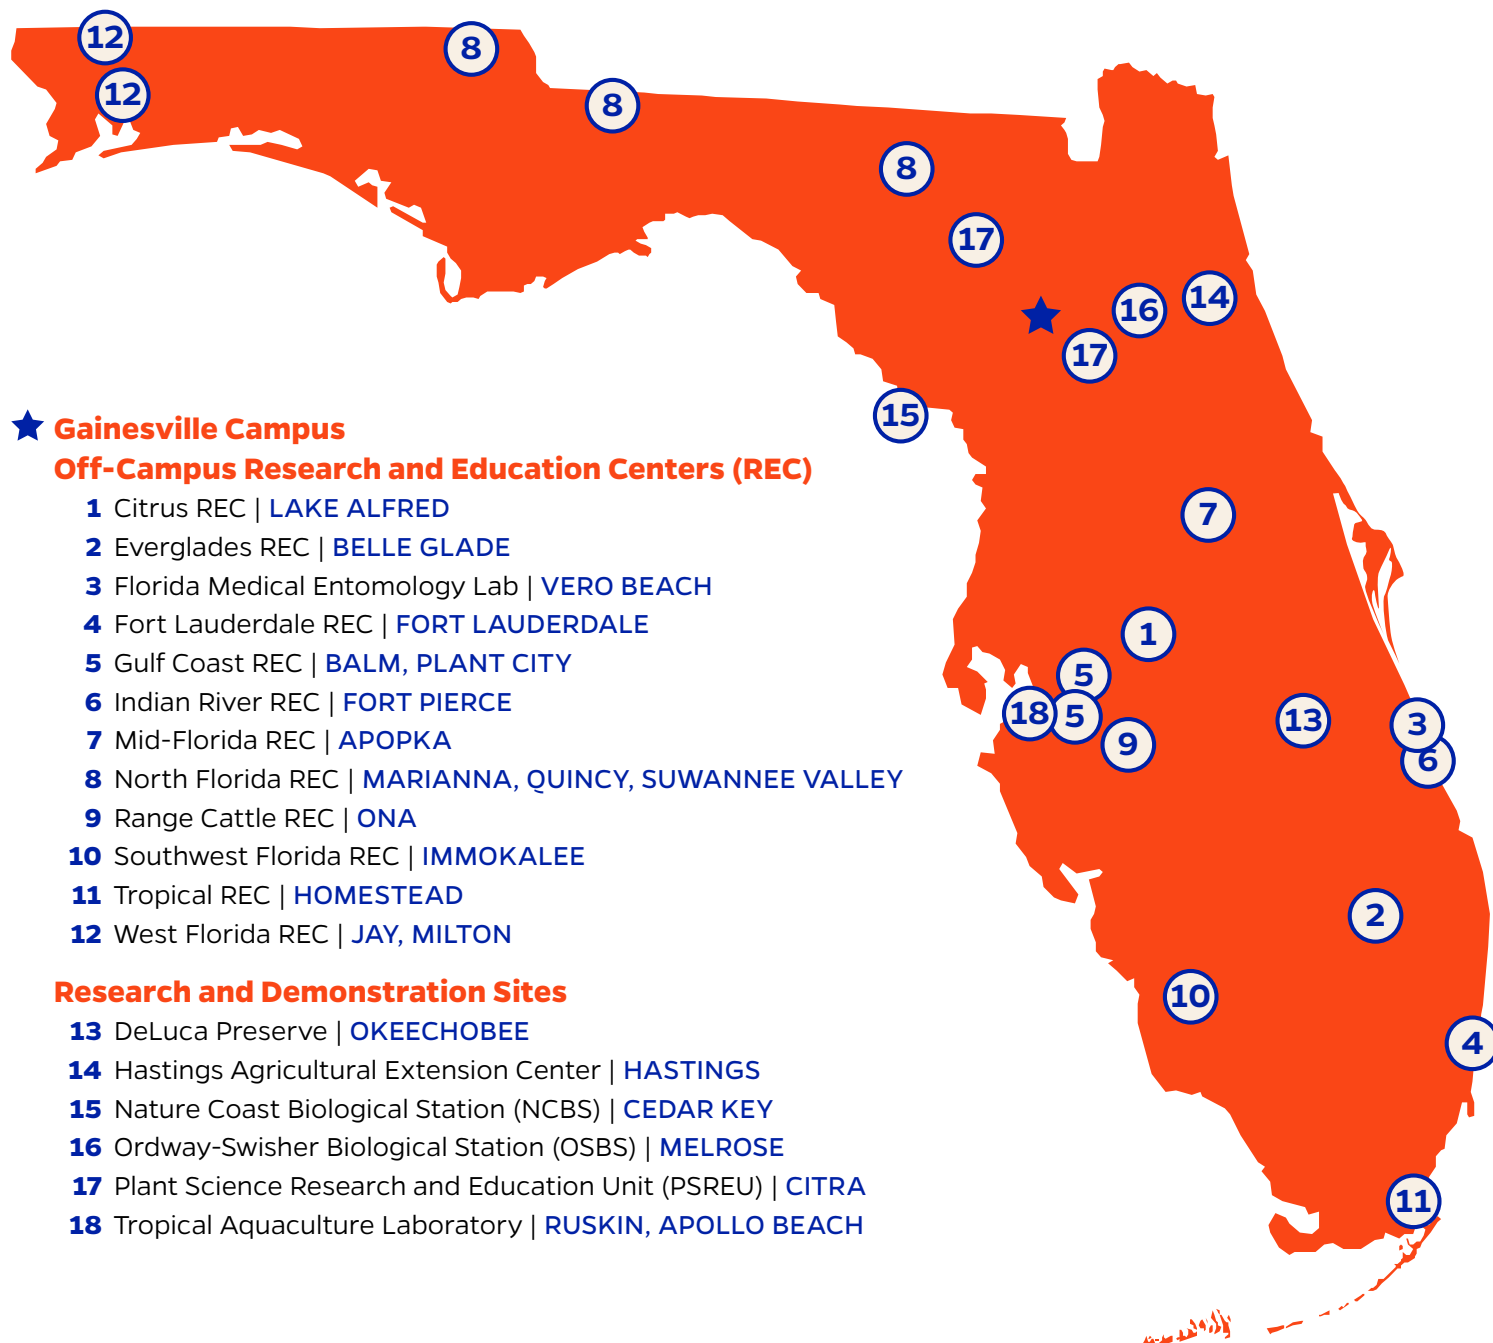 12
8
12
8
8
17
16
14
17
15
7
1
5
18
5
13
3
9
6
2
10
4
11
Gainesville Campus
Off-Campus Research and Education Centers (REC)
1 Citrus REC | LAKE ALFRED
2 Everglades REC | BELLE GLADE
3 Florida Medical Entomology Lab | VERO BEACH
4 Fort Lauderdale REC | FORT LAUDERDALE
5 Gulf Coast REC | BALM, PLANT CITY
6 Indian River REC | FORT PIERCE
7 Mid-Florida REC | APOPKA
8 North Florida REC | MARIANNA, QUINCY, SUWANNEE VALLEY
9 Range Cattle REC | ONA
10 Southwest Florida REC | IMMOKALEE
11 Tropical REC | HOMESTEAD
12 West Florida REC | JAY, MILTON
Research and Demonstration Sites
13 DeLuca Preserve | OKEECHOBEE
14 Hastings Agricultural Extension Center | HASTINGS
15 Nature Coast Biological Station (NCBS) | CEDAR KEY
16 Ordway-Swisher Biological Station (OSBS) | MELROSE
17 Plant Science Research and Education Unit (PSREU) | CITRA
18 Tropical Aquaculture Laboratory | RUSKIN, APOLLO BEACH